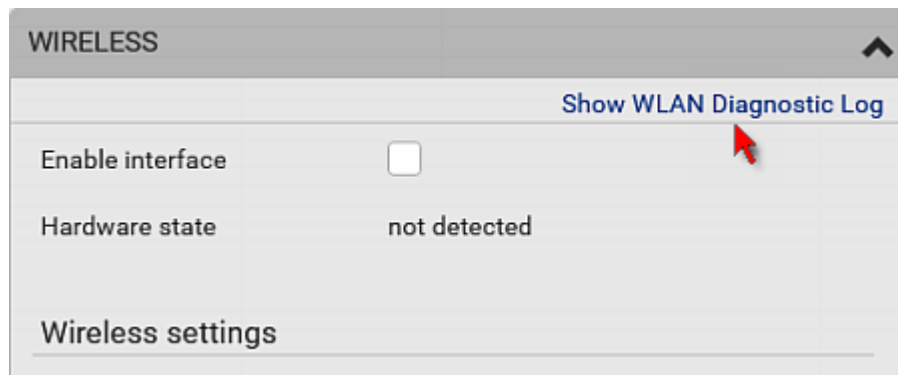 WIRELESS
Show WLAN Diagnostic Log
Enable interface
Hardware state not detected
Wireless settings